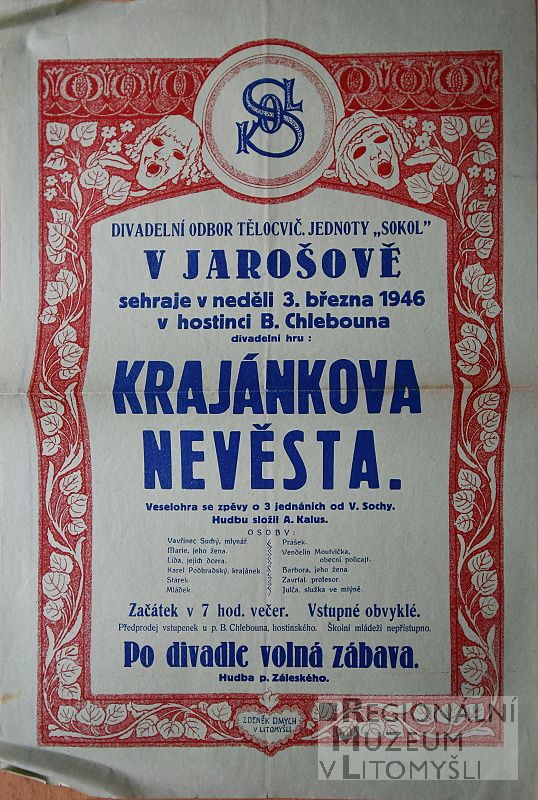 SOKOL
DIVADELNÍ ODBOR TĚLOCVIČ. JEDNOTY „SOKOL"
V JAROŠOVĚ
sehraje v neděli 3. března 1946
v hostinci B. Chlebouna
divadelní hru :
KRAJÁNKOVA
NEVĚSTA.
Veselohra se zpěvy o 3 jednáních od V. Sochy.
Hudbu složil A. Kalus.
OSOBY:
Vavřinec Suchý, mlynář.
Marie, jeho žena.
Lída, jejich dcera.
Karel Podhradský, krajánek.
Stárek.
Mládek.
Prášek.
Vendelín Moutvička,
obecní policajt.
Barbora, jeho žena.
Zavřtal, profesor.
Julča, služka ve mlýně.
Začátek v 7 hod. večer. Vstupné obvyklé.
Předprodej vstupenek u p. B. Chlebouna, hostinského. Školní mládeži nepřístupno.
Po divadle volná zábava.
Hudba p. Záleského.
ZDENĚK DMYCH
V LITOMYŠLI
REGIONÁLNÍ
MUZEUM
V LITOMYŠLI